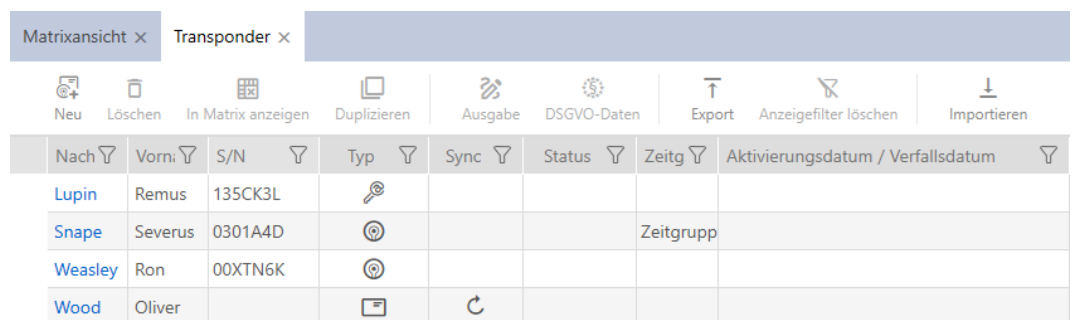 Matrixansicht × Transponder ×
Neu Löschen In Matrix anzeigen Duplizieren Ausgabe DSGVO-Daten Export Anzeigefilter löschen Importieren
Nach Vorn S/N Typ Sync Status Zeitg Aktivierungsdatum / Verfallsdatum
Lupin Remus 135CK3L
Snape Severus 0301A4D Zeitgrupp
Weasley Ron 00XTN6K
Wood Oliver